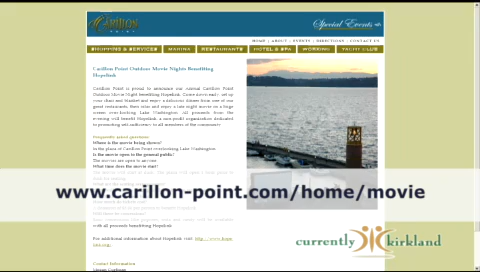 CARILLON
POINT
Special Events
HOME | ABOUT | EVENTS | DIRECTIONS | CONTACT US
SHOPPING & SERVICES
MARINA
RESTAURANTS
HOTEL & SPA
WORKING
YACHT CLUB
Carillon Point Outdoor Movie Nights Benefiting
Hopelink
Carillon Point is proud to announce our annual Carillon
Point Outdoor Movie Night benefiting Hopelink. Come down early, set up
your chair and blanket and enjoy a delicious dinner from one of our
great restaurants, then relax and enjoy a late night movie on a huge
screen overlooking Lake Washington. All proceeds from the
evening will benefit Hopelink, a non-profit organization dedicated
to promoting self-sufficiency to all members of the community.
Frequently asked questions:
Where is the movie being shown?
In the plaza of Carillon Point overlooking Lake Washington
Is the movie open to the general public?
The movies are open to anyone
What time does the movie start?
www.carillon-point.com/home/movie
with all proceeds benefiting Hopelink
For additional information about Hopelink visit
Contact Information
currently kirkland